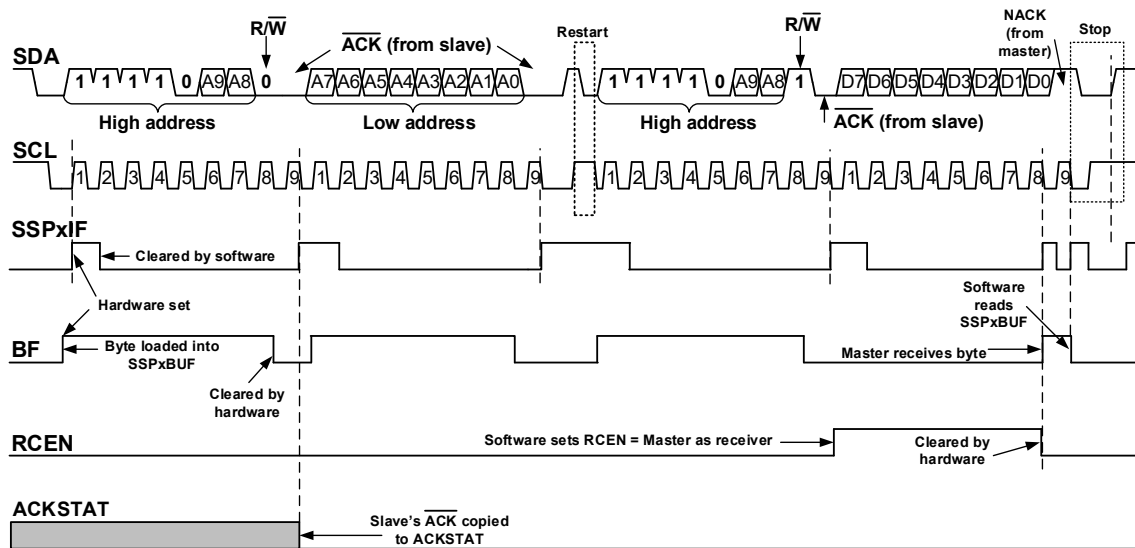 R/W
R/W
NACK
(from
master)
Restart
Stop
ACK (from slave)
SDA
1 1 1 1 0 A9 A8 0 A7 A6 A5 A4 A3 A2 A1 A0 1 1 1 1 0 A9 A8 1 D7 D6 D5 D4 D3 D2 D1 D0
High address
Low address
High address
ACK (from slave)
SCL
1 2 3 4 5 6 7 8 9 1 2 3 4 5 6 7 8 9 1 2 3 4 5 6 7 8 9 1 2 3 4 5 6 7 8 9
SSPxIF
Cleared by software
Hardware set
Software
reads
SSPxBUF
BF
Byte loaded into
SSPxBUF
Cleared by
hardware
Master receives byte
RCEN
Software sets RCEN = Master as receiver
Cleared by
hardware
ACKSTAT
Slave's ACK copied
to ACKSTAT